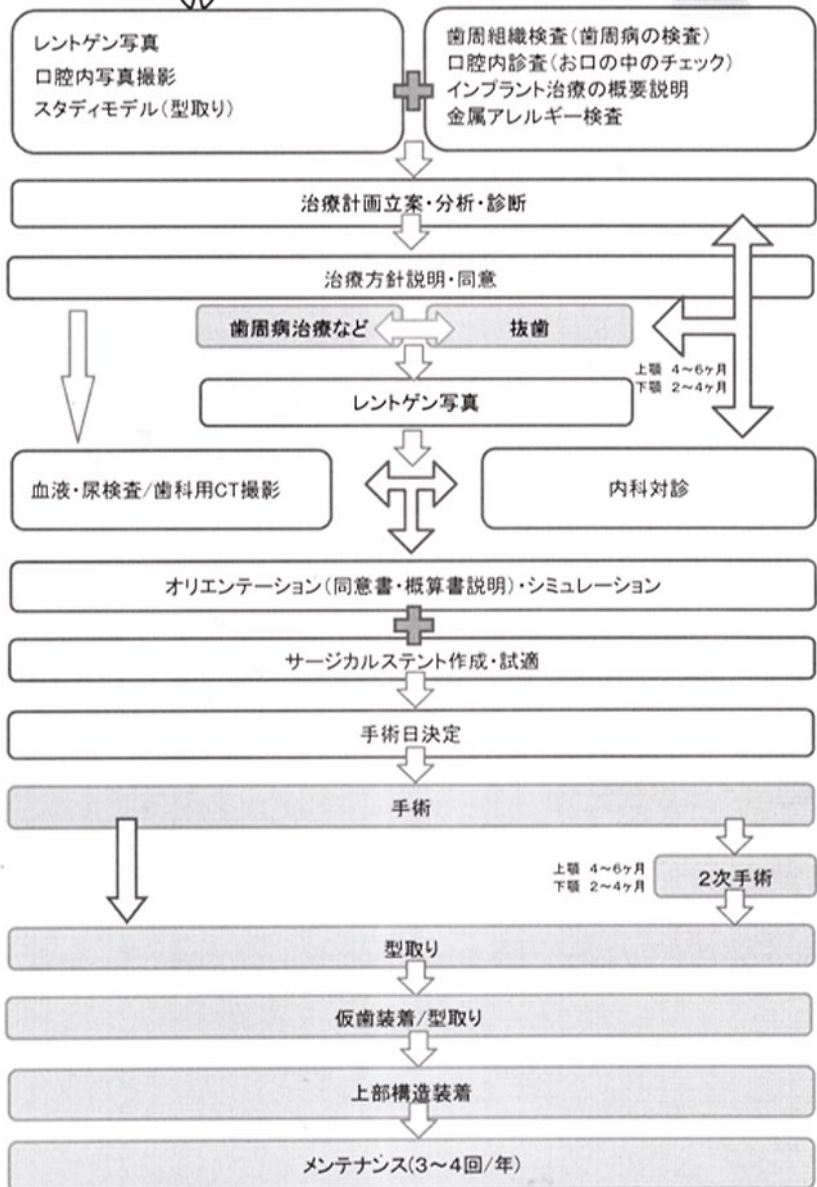 レントゲン写真
口腔内写真撮影
スタディモデル(型取り)
歯周組織検査(歯周病の検査)
口腔内診査(お口の中のチェック)
インプラント治療の概要説明
金属アレルギー検査
治療計画立案・分析・診断
治療方針説明・同意
歯周病治療など
抜歯
上顎 4~6ヶ月
下顎 2~4ヶ月
レントゲン写真
血液・尿検査/歯科用CT撮影
内科対診
オリエンテーション(同意書・概算書説明)・シミュレーション
サージカルステント作成・試適
手術日決定
手術
上顎 4~6ヶ月
下顎 2~4ヶ月
2次手術
型取り
仮歯装着/型取り
上部構造装着
メンテナンス(3~4回/年)